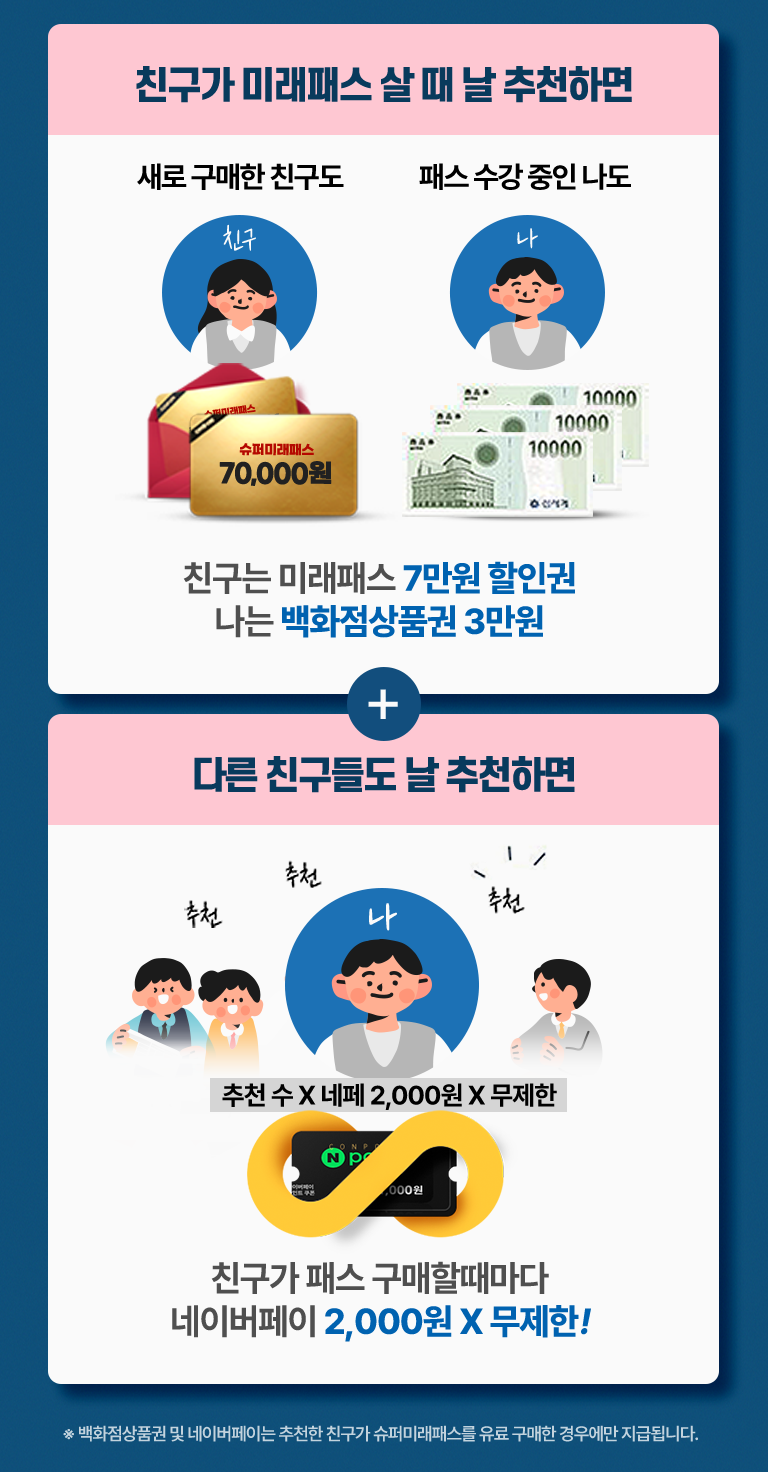 친구가 미래패스 살 때 날 추천하면
새로 구매한 친구도
패스 수강 중인 나도
친구
나
슈퍼미래패스
슈퍼미래패스
70,000원
10000
10000
10000
신세계
친구는 미래패스 7만원 할인권
나는 백화점상품권 3만원
+
다른 친구들도 날 추천하면
추천
추천
추천
나
추천 수 X 네페 2,000원 X 무제한
N
,000원
친구가 패스 구매할때마다
네이버페이 2,000원 X 무제한!
※ 백화점상품권 및 네이버페이는 추천한 친구가 슈퍼미래패스를 유료 구매한 경우에만 지급됩니다.